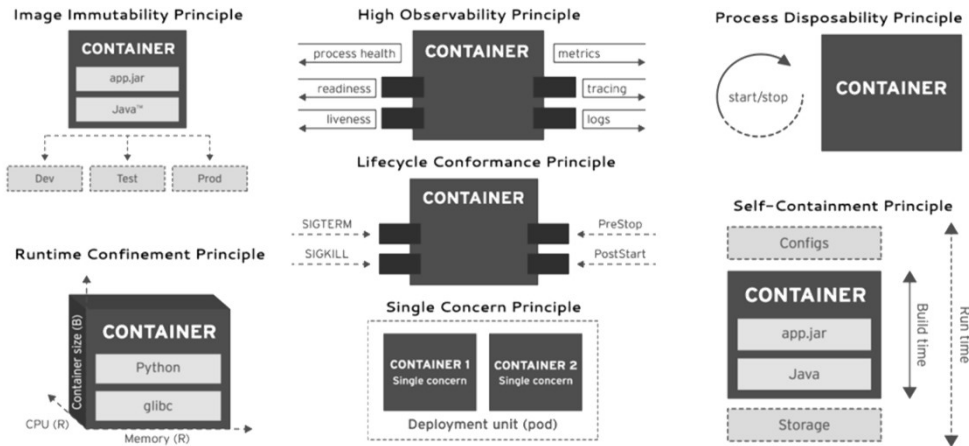 Image Immutability Principle
CONTAINER
app.jar
Java™
Dev
Test
Prod
High Observability Principle
CONTAINER
process health
metrics
readiness
tracing
liveness
logs
Process Disposability Principle
start/stop
CONTAINER
Lifecycle Conformance Principle
CONTAINER
SIGTERM
PreStop
SIGKILL
PostStart
Runtime Confinement Principle
CONTAINER
Python
glibc
Container size (B)
CPU (R)
Memory (R)
Single Concern Principle
CONTAINER 1
Single concern
CONTAINER 2
Single concern
Deployment unit (pod)
Self-Containment Principle
Configs
CONTAINER
app.jar
Java
Storage
Build time
Run time